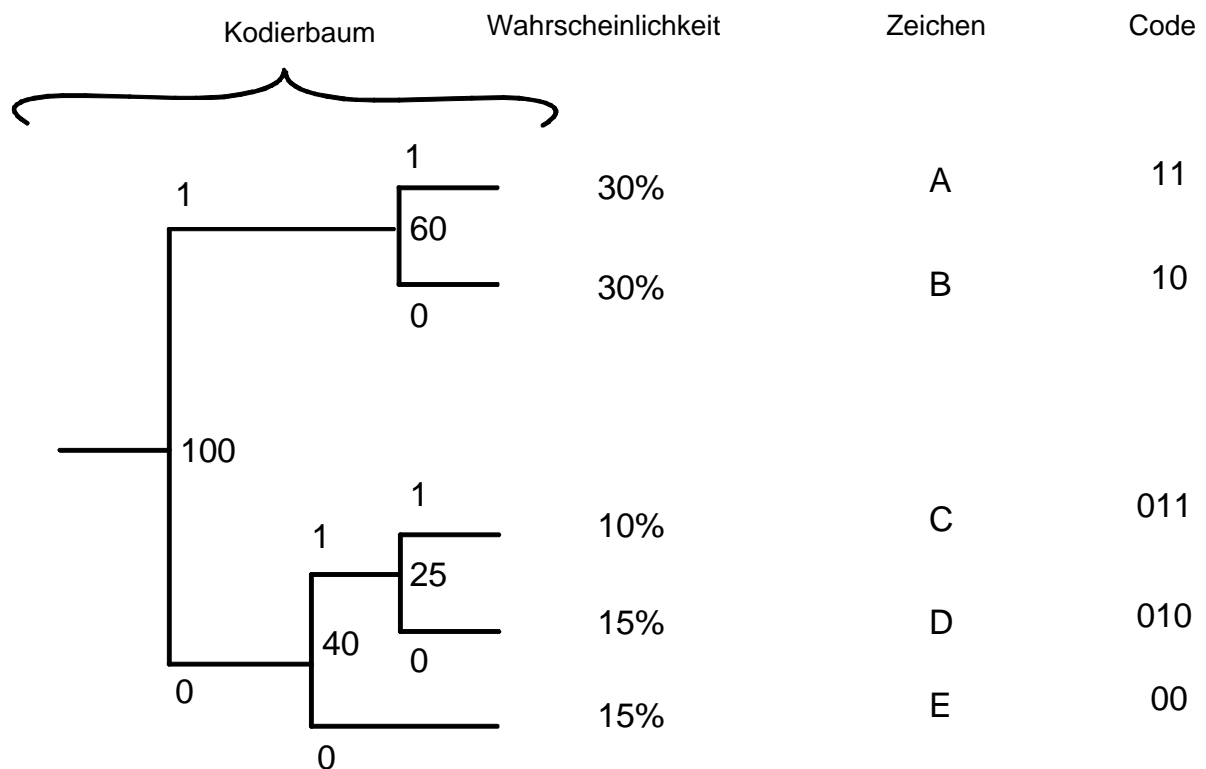 Kodierbaum Wahrscheinlichkeit Zeichen Code
1
1 30% A 11
60
30% B 10
0
100
1
1 10% C 011
25
15% D 010
40
0
0
15% E 00
0